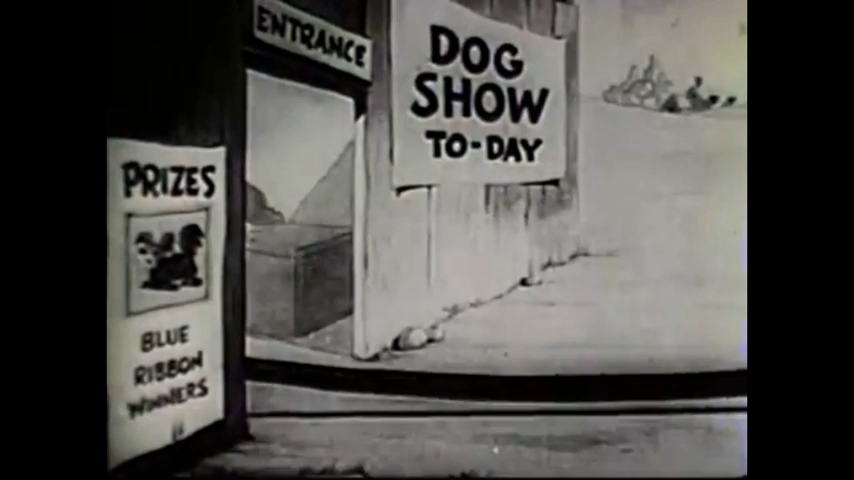 ENTRANCE
DOG
SHOW
TO-DAY
PRIZES
BLUE
RIBBON
WINNERS